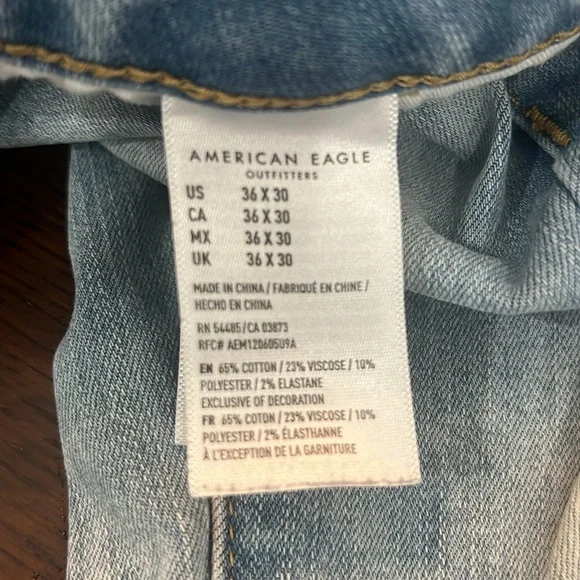 AMERICAN EAGLE
OUTFITTERS
US 36 X 30
CA 36 X 30
MX 36 X 30
UK 36 X 30
MADE IN CHINA / FABRIQUÉ EN CHINE /
HECHO EN CHINA
RN 54485/CA 03873
RFC# AEM120605U9A
EN 65% COTTON / 23% VISCOSE / 10%
POLYESTER / 2% ELASTANE
EXCLUSIVE OF DECORATION
FR 65% COTON / 23% VISCOSE / 10%
POLYESTER / 2% ÉLASTHANNE
À L'EXCEPTION DE LA GARNITURE